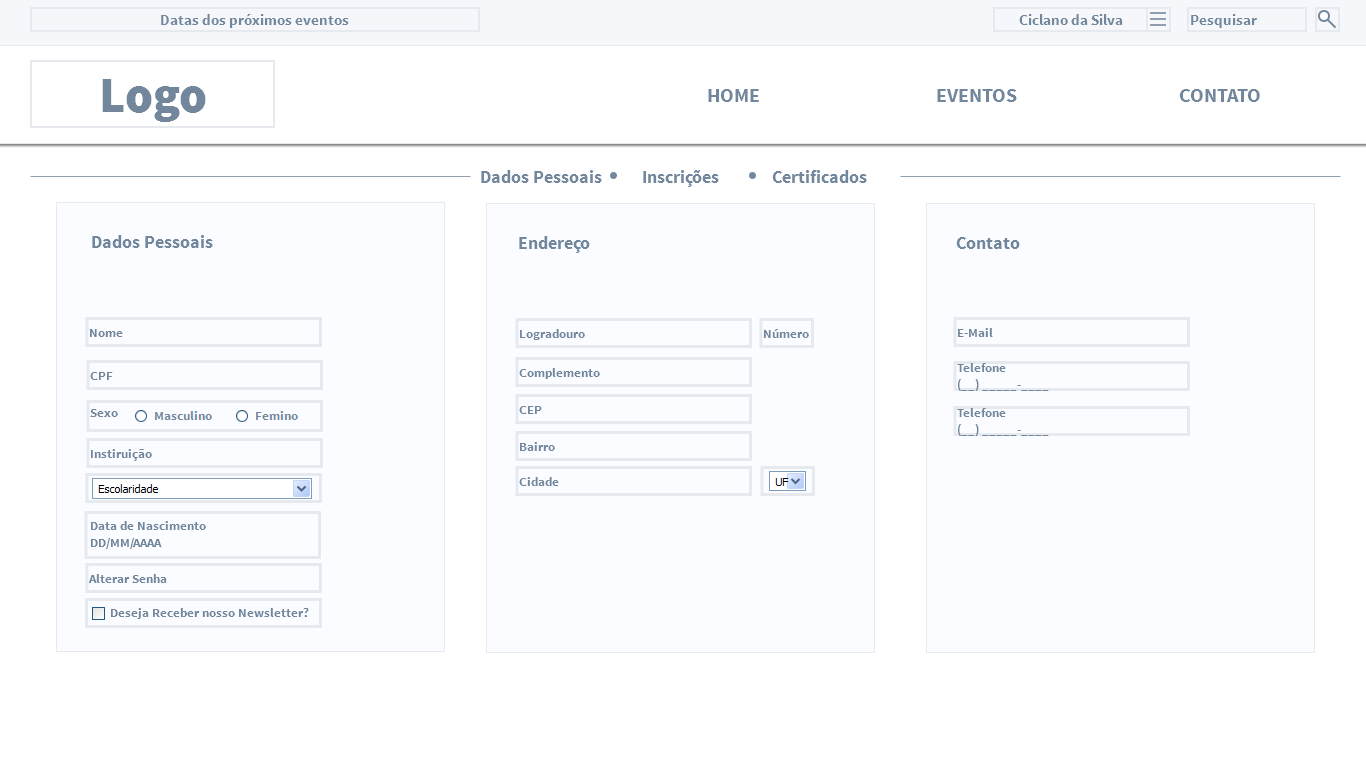 Datas dos próximos eventos
Ciclano da Silva
Pesquisar
Logo
HOME
EVENTOS
CONTATO
Dados Pessoais • Inscrições • Certificados
Dados Pessoais
Nome
CPF
Sexo Masculino Femino
Instiruição
Escolaridade
Data de Nascimento
DD/MM/AAAA
Alterar Senha
Deseja Receber nosso Newsletter?
Endereço
Logradouro
Número
Complemento
CEP
Bairro
Cidade
UF
Contato
E-Mail
Telefone
(__) _____-____
Telefone
(__) _____-____